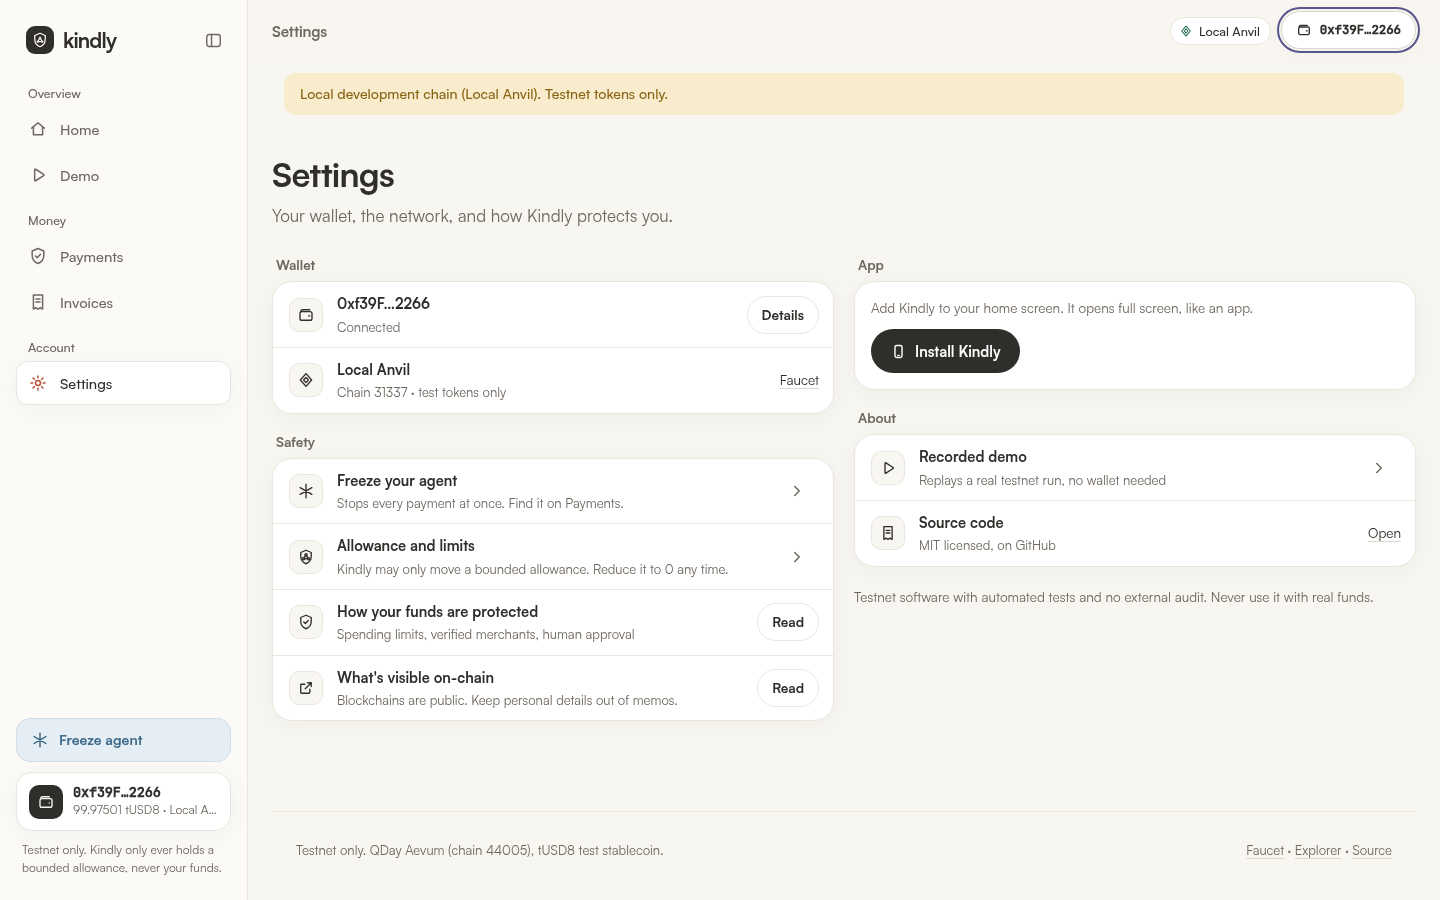 kindly
Overview
Home
Demo
Money
Payments
Invoices
Account
Settings
Freeze agent
0xf39F…2266
99.97501 tUSD8 · Local A…
Testnet only. Kindly only ever holds a
bounded allowance, never your funds.
Settings
Local Anvil
0xf39F…2266
Local development chain (Local Anvil). Testnet tokens only.
Settings
Your wallet, the network, and how Kindly protects you.
Wallet
0xf39F…2266
Connected
Details
Local Anvil
Chain 31337 · test tokens only
Faucet
Safety
Freeze your agent
Stops every payment at once. Find it on Payments.
Allowance and limits
Kindly may only move a bounded allowance. Reduce it to 0 any time.
How your funds are protected
Spending limits, verified merchants, human approval
Read
What's visible on-chain
Blockchains are public. Keep personal details out of memos.
Read
App
Add Kindly to your home screen. It opens full screen, like an app.
Install Kindly
About
Recorded demo
Replays a real testnet run, no wallet needed
Source code
MIT licensed, on GitHub
Open
Testnet software with automated tests and no external audit. Never use it with real funds.
Testnet only. QDay Aevum (chain 44005), tUSD8 test stablecoin.
Faucet · Explorer · Source